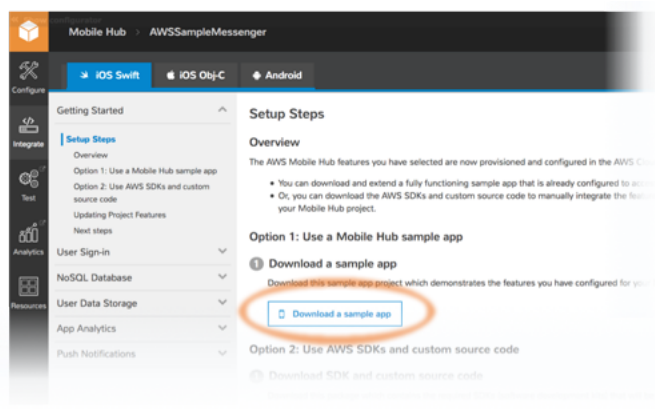 Mobile Hub > AWSSampleMessenger
Configure
iOS Swift
iOS Obj-C
Android
Integrate
Test
Analytics
Resources
Getting Started
Setup Steps
Overview
Option 1: Use a Mobile Hub sample app
Option 2: Use AWS SDKs and custom
source code
Updating Project Features
Next steps
User Sign-in
NoSQL Database
User Data Storage
App Analytics
Push Notifications
Setup Steps
Overview
The AWS Mobile Hub features you have selected are now provisioned and configured in the AWS
• You can download and extend a fully functioning sample app that is already configured to
• Or, you can download the AWS SDKs and custom source code to manually integrate the
your Mobile Hub project.
Option 1: Use a Mobile Hub sample app
1 Download a sample app
Download this sample app project which demonstrates the features you have configured for
Download a sample app
Option 2: Use AWS SDKs and custom source code
Download SDK and custom source code